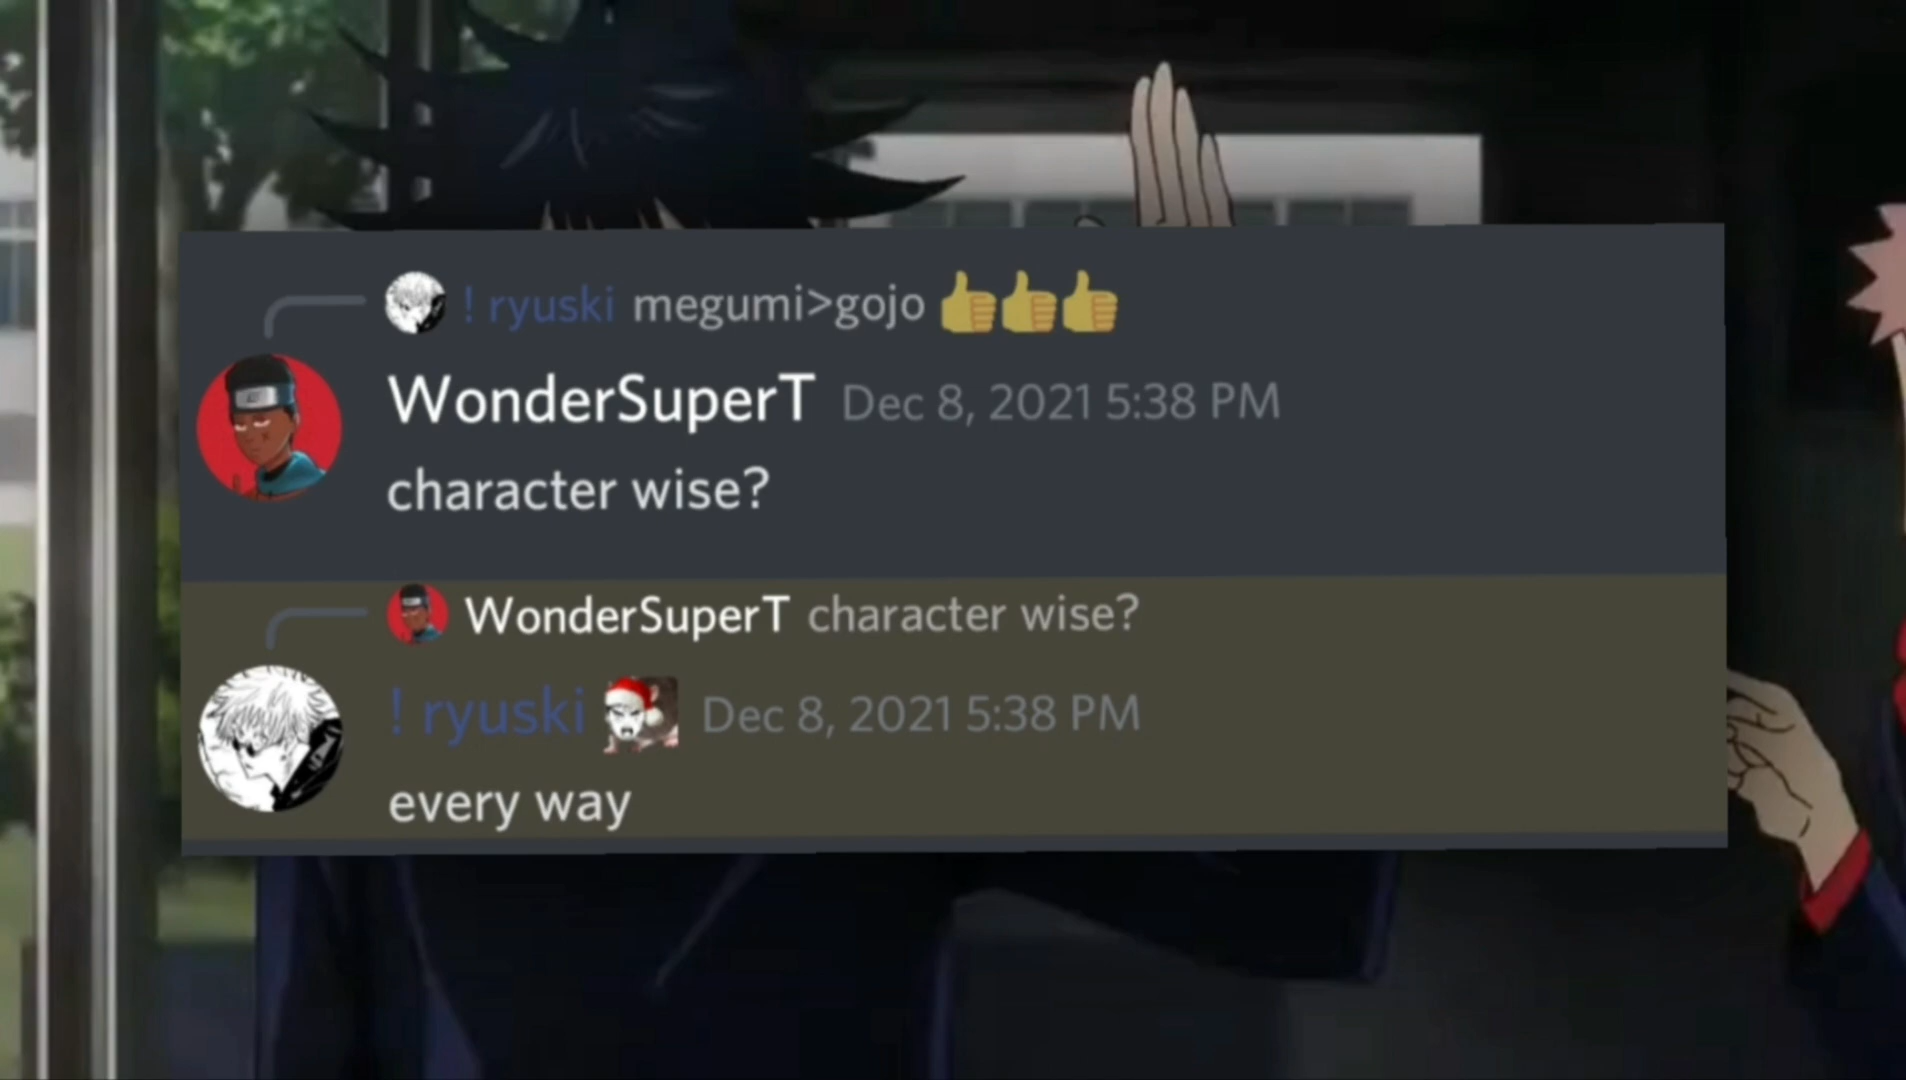 ! ryuski megumi>gojo 👍👍👍
WonderSuperT Dec 8, 2021 5:38 PM
character wise?
WonderSuperT character wise?
! ryuski Dec 8, 2021 5:38 PM
every way